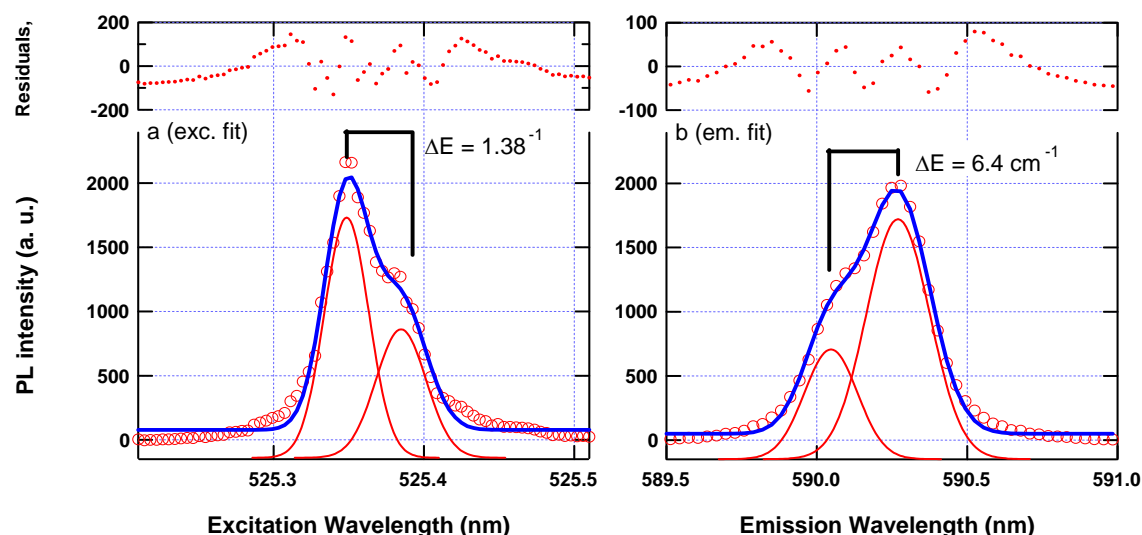 Residuals,
200
0
-200
100
0
-100
a (exc. fit)
ΔE = 1.38⁻¹
b (em. fit)
ΔE = 6.4 cm⁻¹
PL intensity (a. u.)
2000
1500
1000
500
0
2000
1500
1000
500
0
525.3
525.4
525.5
589.5
590.0
590.5
591.0
Excitation Wavelength (nm)
Emission Wavelength (nm)